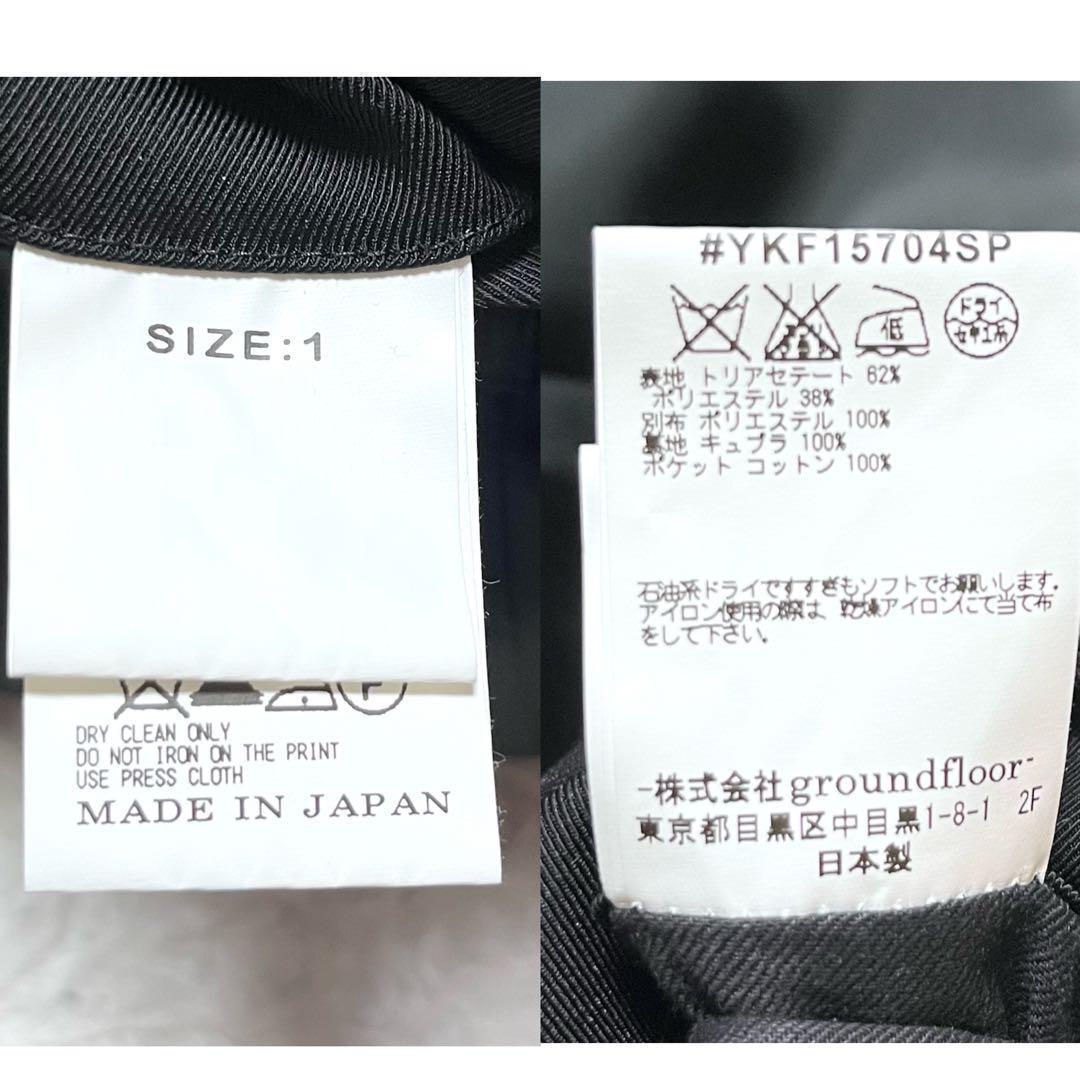 SIZE:1
DRY CLEAN ONLY
DO NOT IRON ON THE PRINT
USE PRESS CLOTH
MADE IN JAPAN
#YKF15704SP
低
ドライ
石油系
表地 トリアセテート 62%
ポリエステル 38%
別布 ポリエステル 100%
裏地 キュプラ 100%
ポケット コットン 100%
石油系ドライですすぎもソフトでお願いします.
アイロン使用の際は、乾燥アイロンにて当て布
をして下さい。
-株式会社groundfloor-
東京都目黒区中目黒1-8-1 2F
日本製